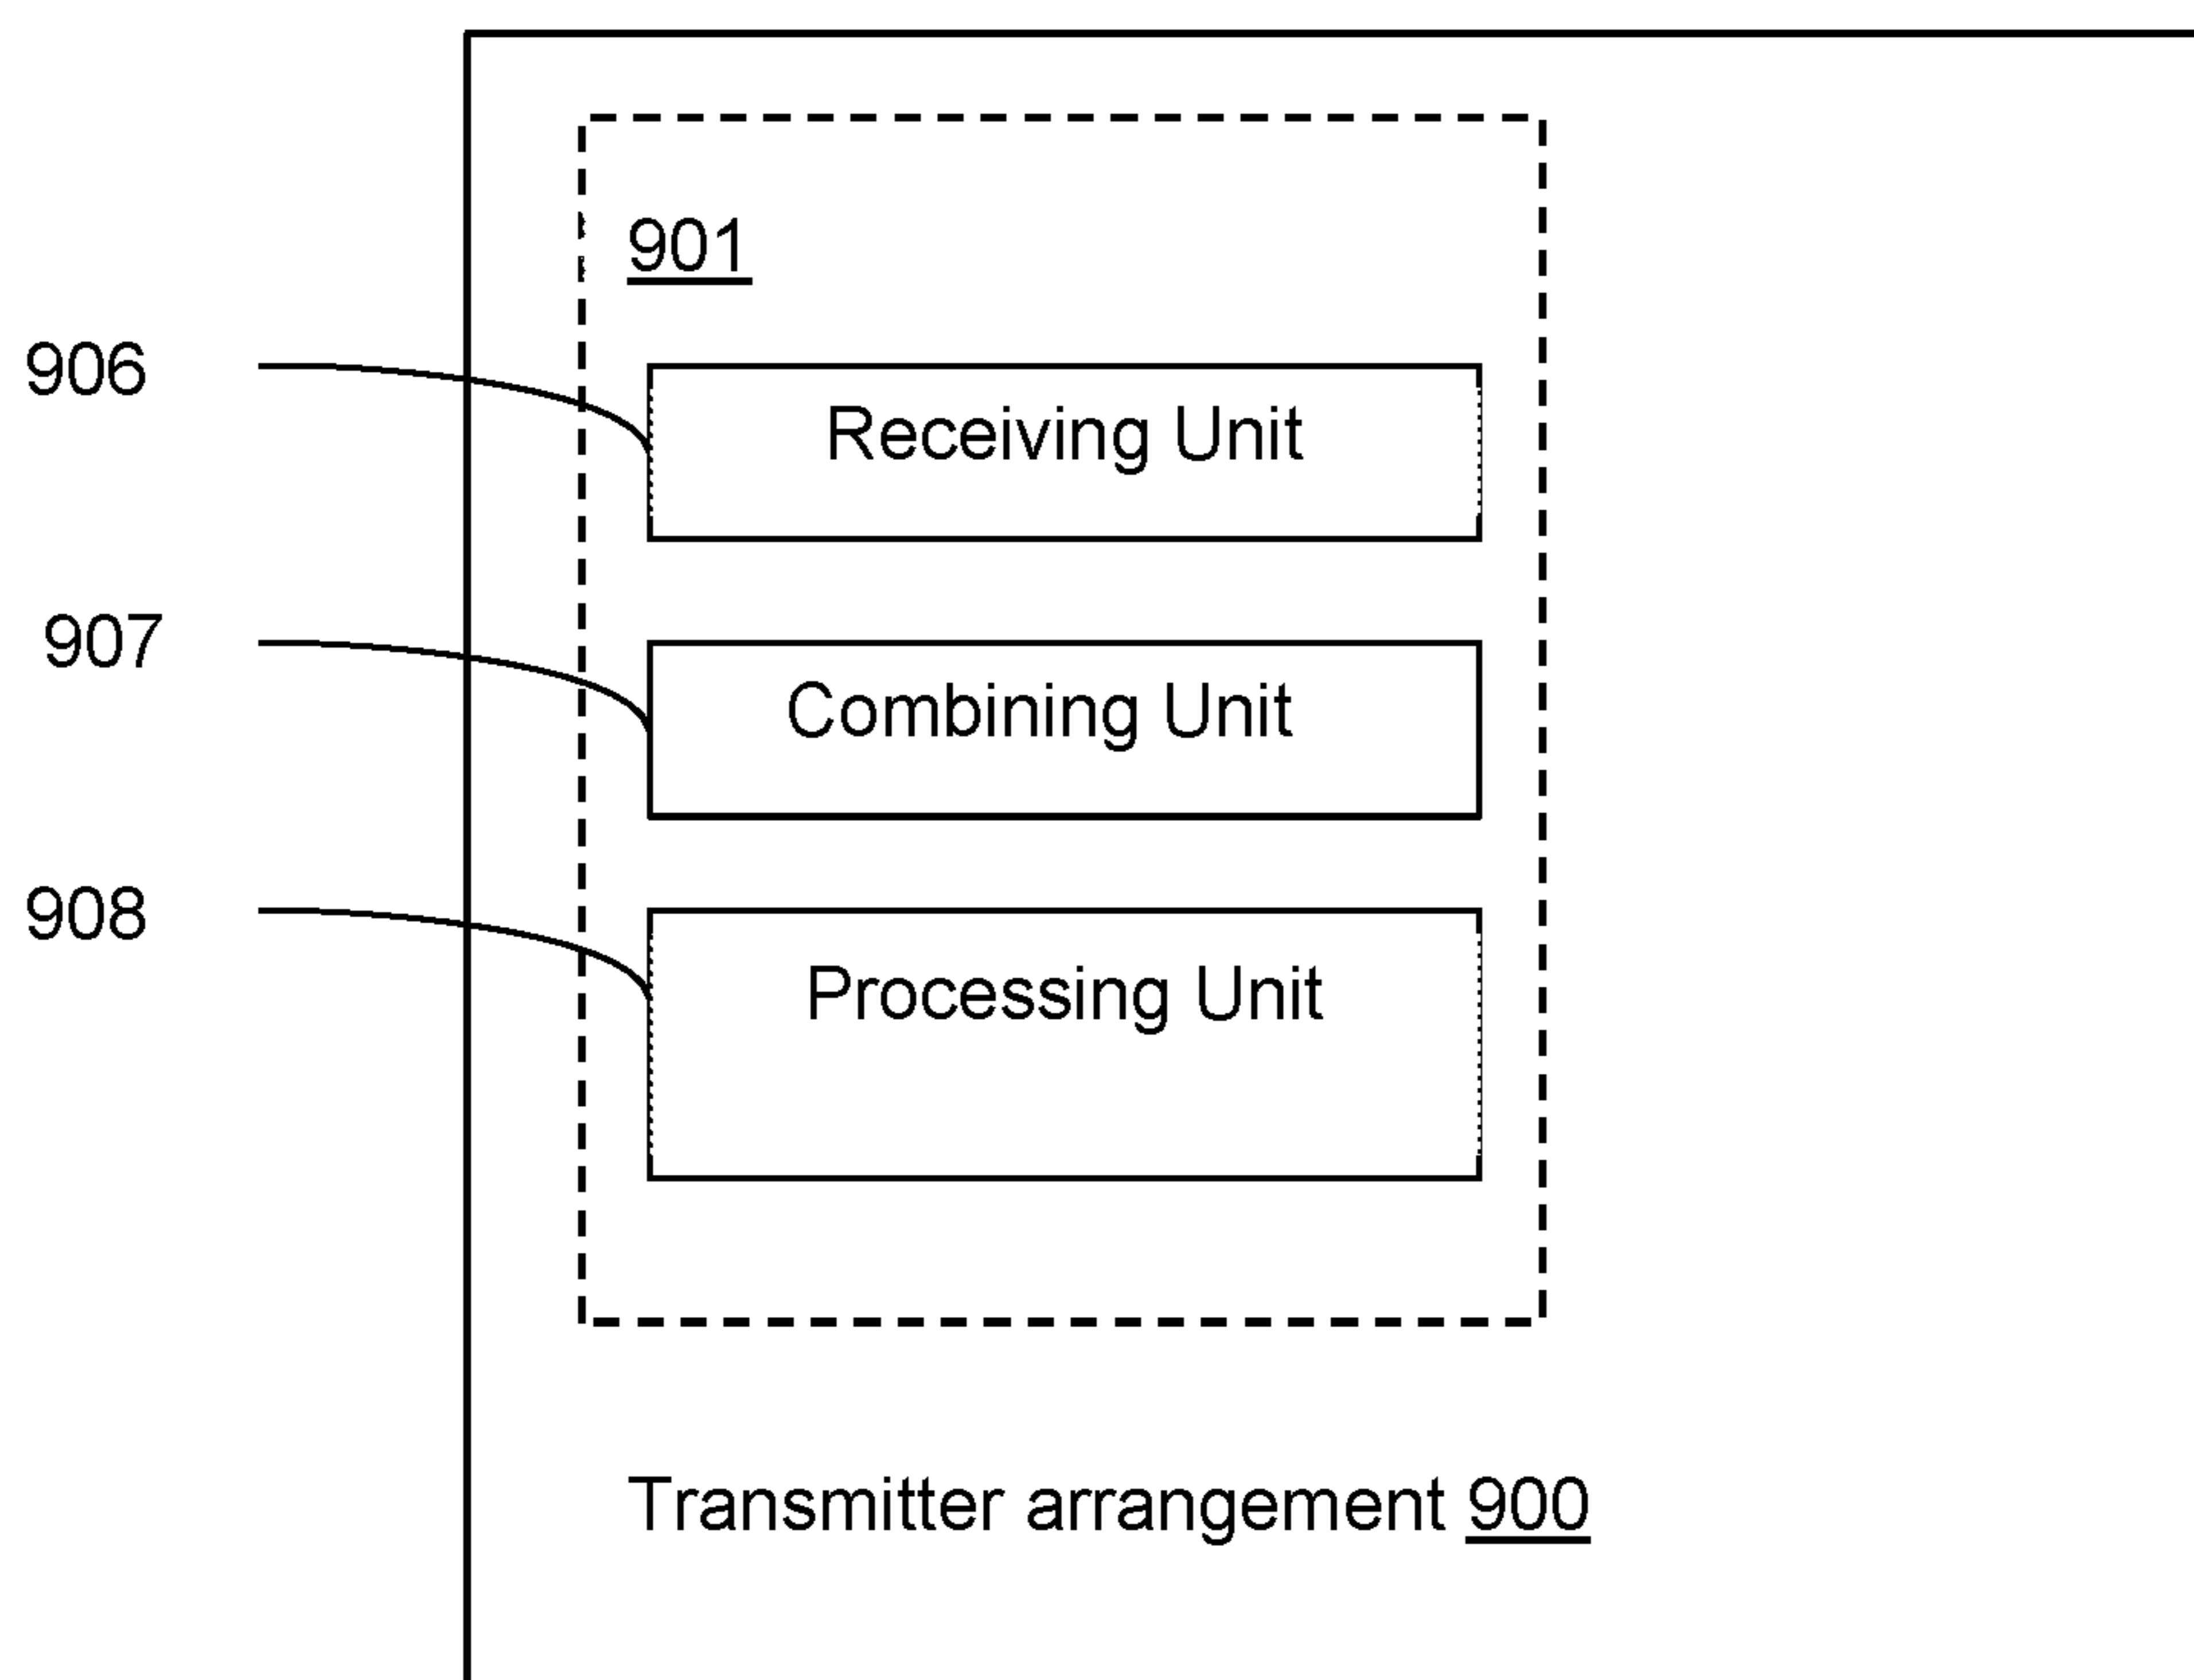 901
906
Receiving Unit
907
Combining Unit
908
Processing Unit
Transmitter arrangement 900